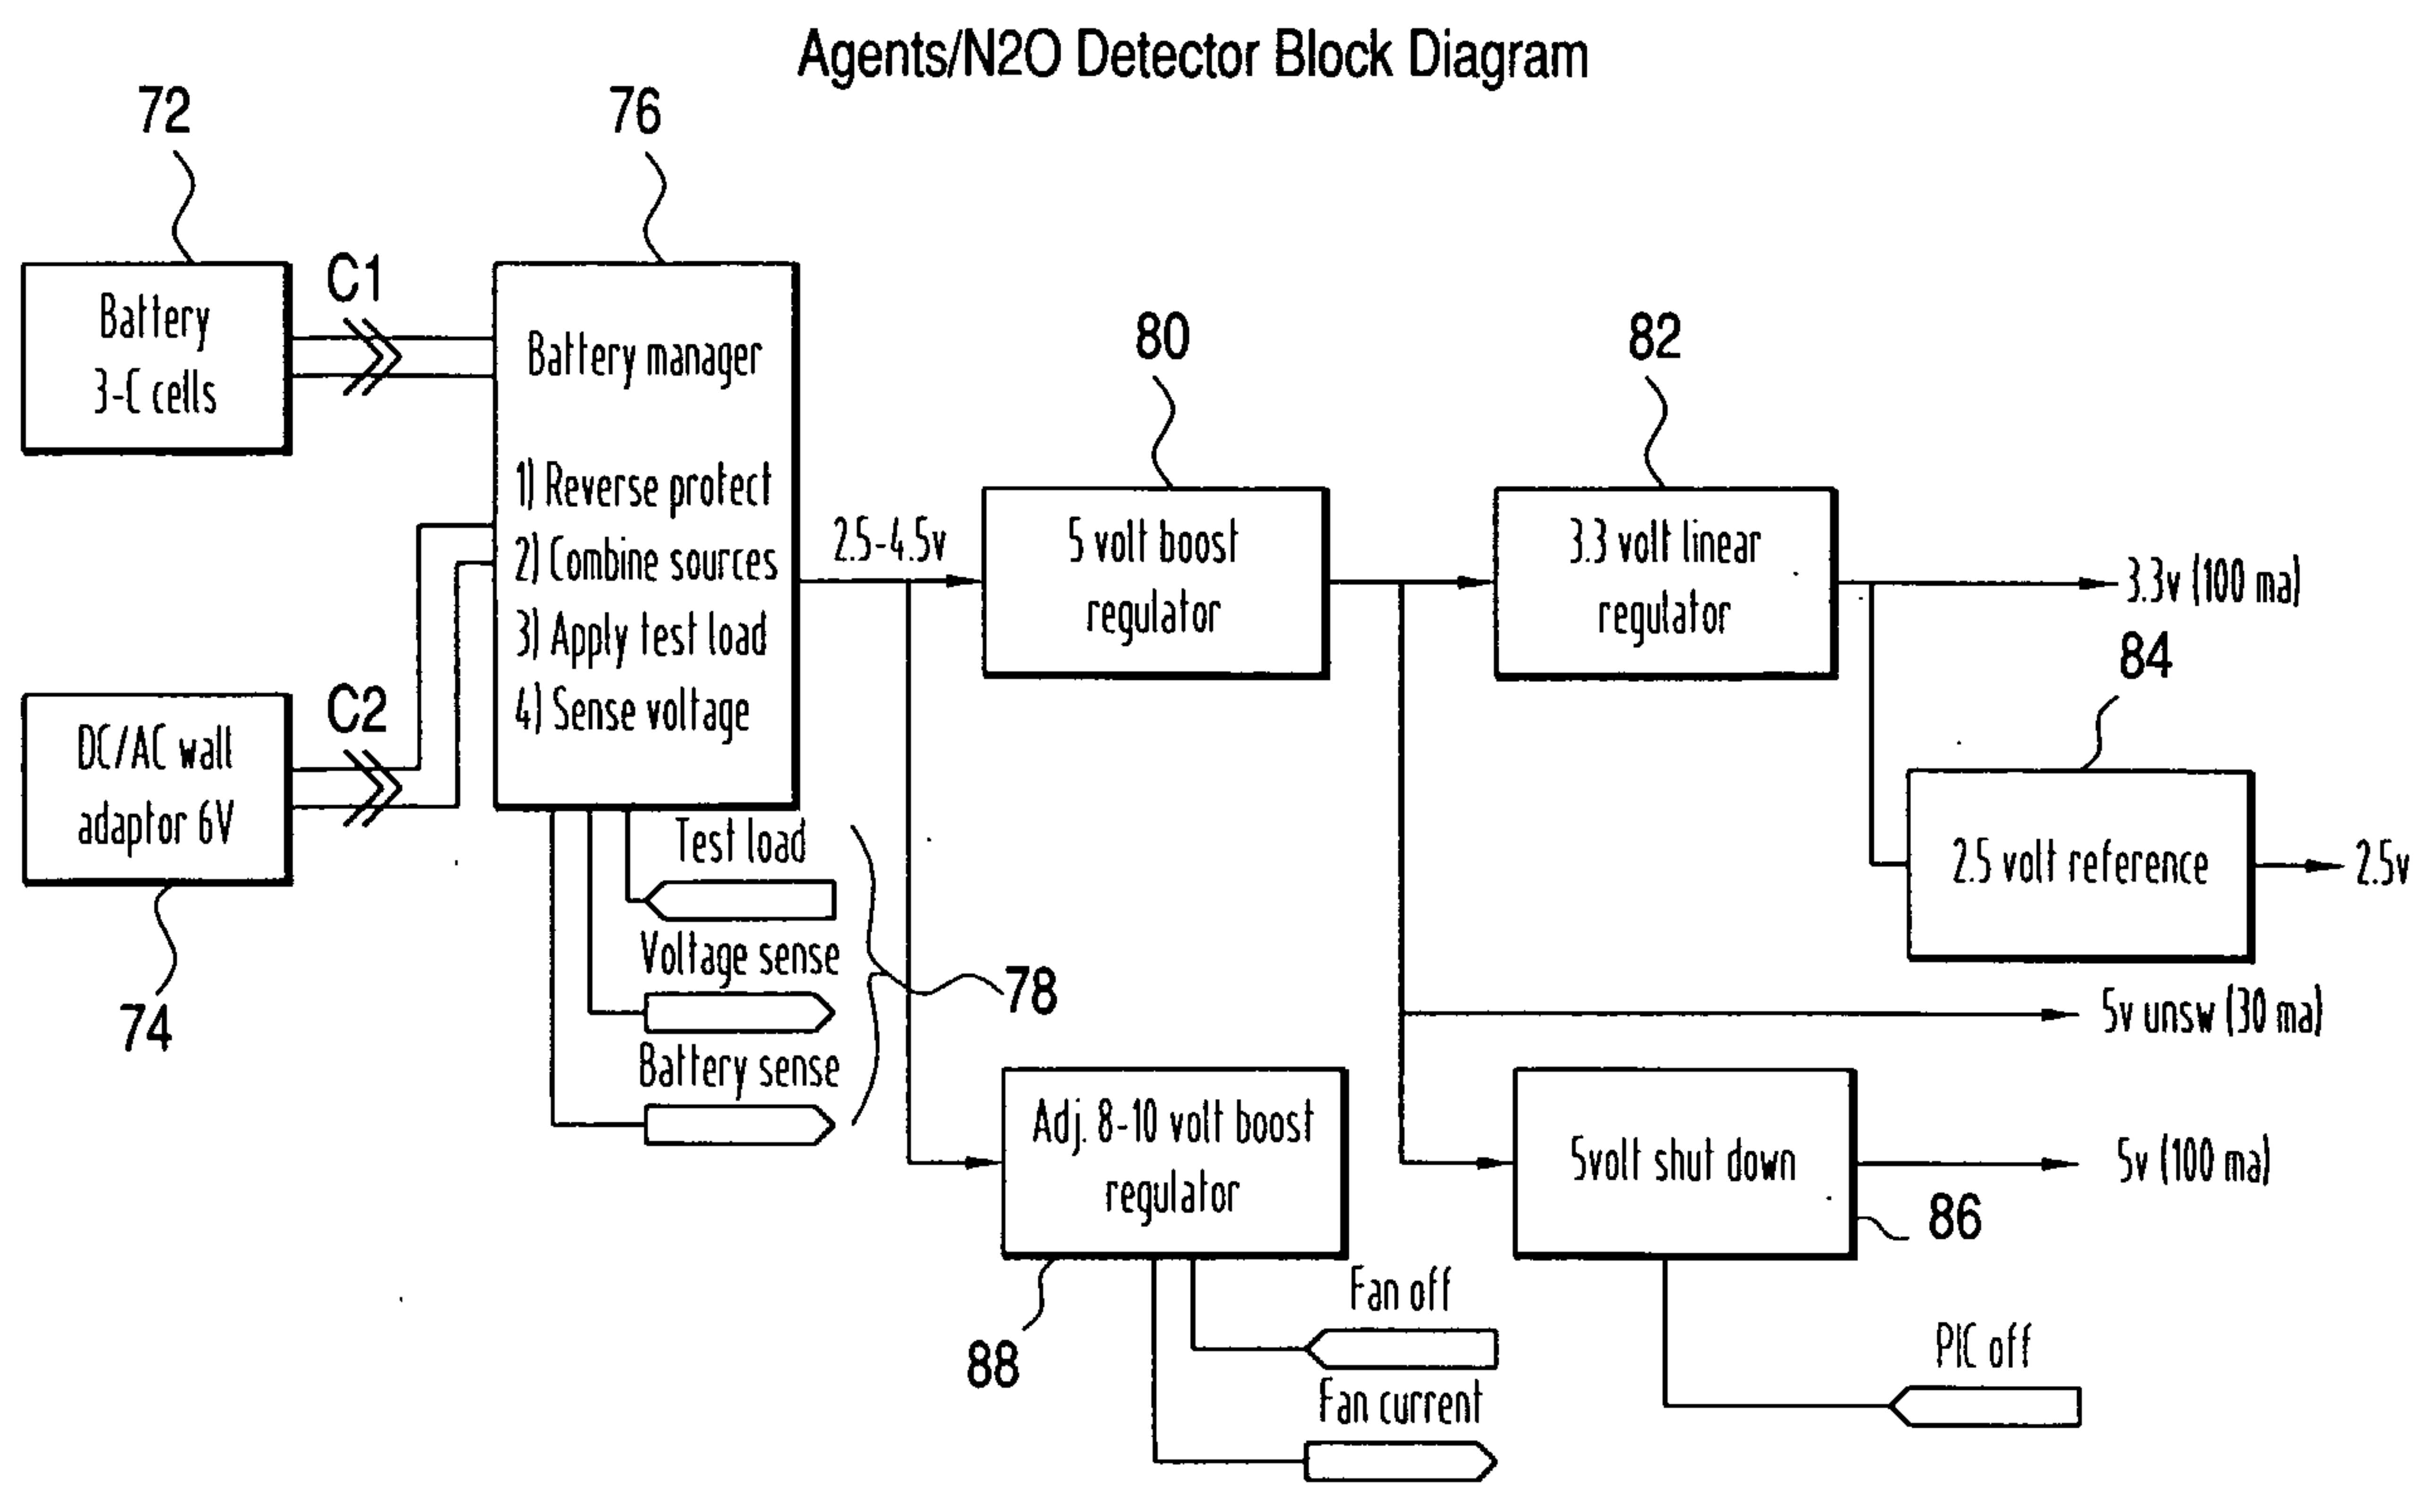 Agents/N2O Detector Block Diagram
72
76
Battery
3-C cells
C1
Battery manager
1) Reverse protect
2) Combine sources
3) Apply test load
4) Sense voltage
80
82
2.5-4.5v
5 volt boost
regulator
3.3 volt linear
regulator
3.3v (100 ma)
84
DC/AC wall
adaptor 6V
C2
74
Test load
Voltage sense
Battery sense
78
2.5 volt reference
2.5v
5v unsw (30 ma)
Adj. 8-10 volt boost
regulator
5volt shut down
5v (100 ma)
86
88
Fan off
Fan current
PIC off